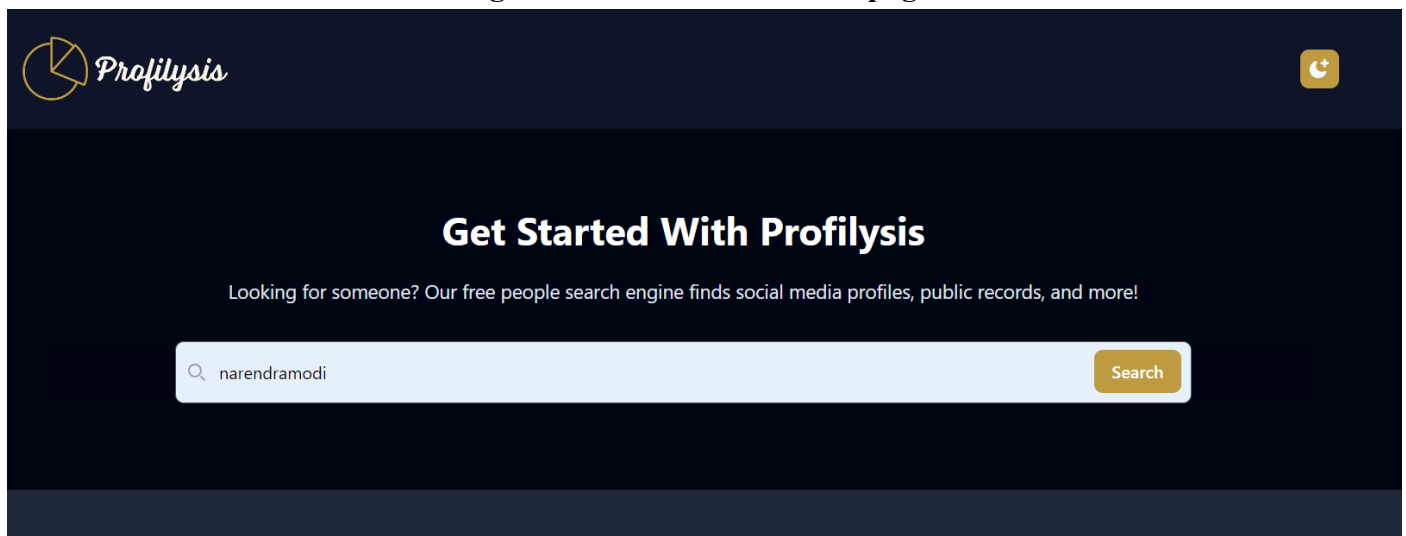 Profilysis
Get Started With Profilysis
Looking for someone? Our free people search engine finds social media profiles, public records, and more!
narendramodi
Search